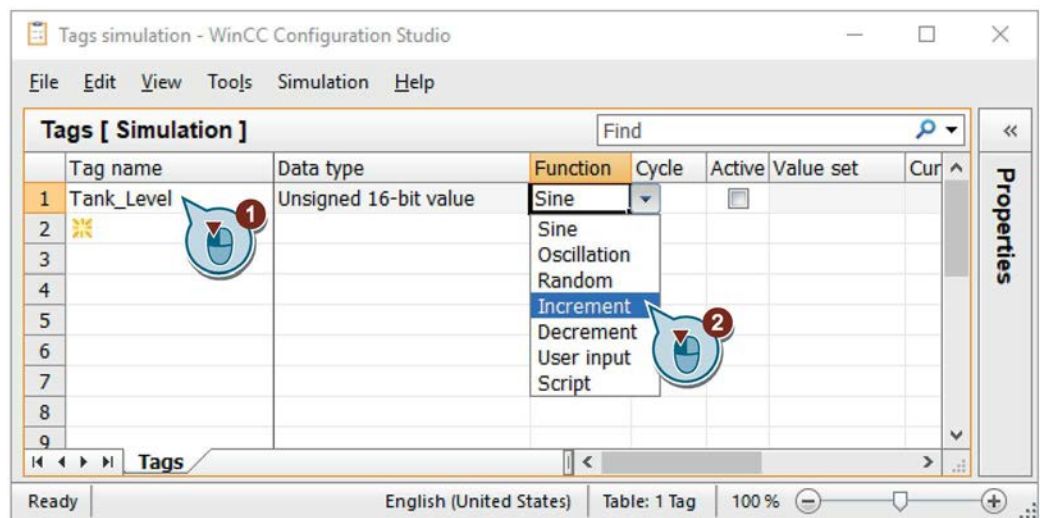 Tags simulation - WinCC Configuration Studio
File Edit View Tools Simulation Help
Tags [ Simulation ]
Find
Tag name Data type Function Cycle Active Value set Cur
1 Tank_Level Unsigned 16-bit value Sine
1
2 Sine
3 Oscillation
Random
4 Increment
5 Decrement
2
6 User input
7 Script
8
9
Tags
Properties
Ready English (United States) Table: 1 Tag 100 %